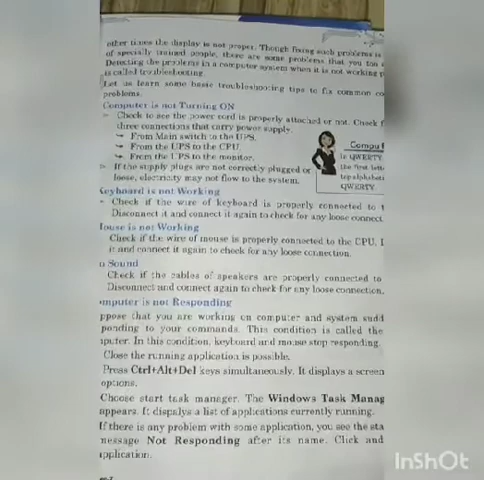 other times the display is not proper. Though fixing such problems is
of specially trained people, there are some problems that you too
Detecting the problems in a computer system when it is not working
is called troubleshooting.
Let us learn some basic troubleshooting tips to fix common co
problems.
Computer is not Turning ON
Check to see the power cord is properly attached or not. Check f
three connections that carry power supply.
From Main switch to the UPS.
From the UPS to the CPU.
From the UPS to the monitor.
If the supply plugs are not correctly plugged or
loose, electricity may not flow to the system.
Compu
In QWERTY
the first lett
top alphabeti
QWERTY
Keyboard is not Working
Check if the wire of keyboard is properly connected to t
Disconnect it and connect it again to check for any loose connect
Mouse is not Working
Check if the wire of mouse is properly connected to the CPU. I
it and connect it again to check for any loose connection.
o Sound
Check if the cables of speakers are properly connected to
Disconnect and connect again to check for any loose connection.
mputer is not Responding
ppose that you are working on computer and system sudd
ponding to your commands. This condition is called the
mputer. In this condition, keyboard and mouse stop responding.
Close the running application is possible.
Press Ctrl+Alt+Del keys simultaneously. It displays a screen
options.
Choose start task manager. The Windows Task Manag
appears. It dispalys a list of applications currently running.
If there is any problem with some application, you see the sta
message Not Responding after its name. Click and
application.
InShOt